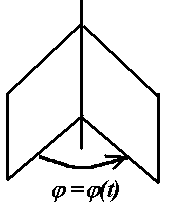 φ = φ(t)